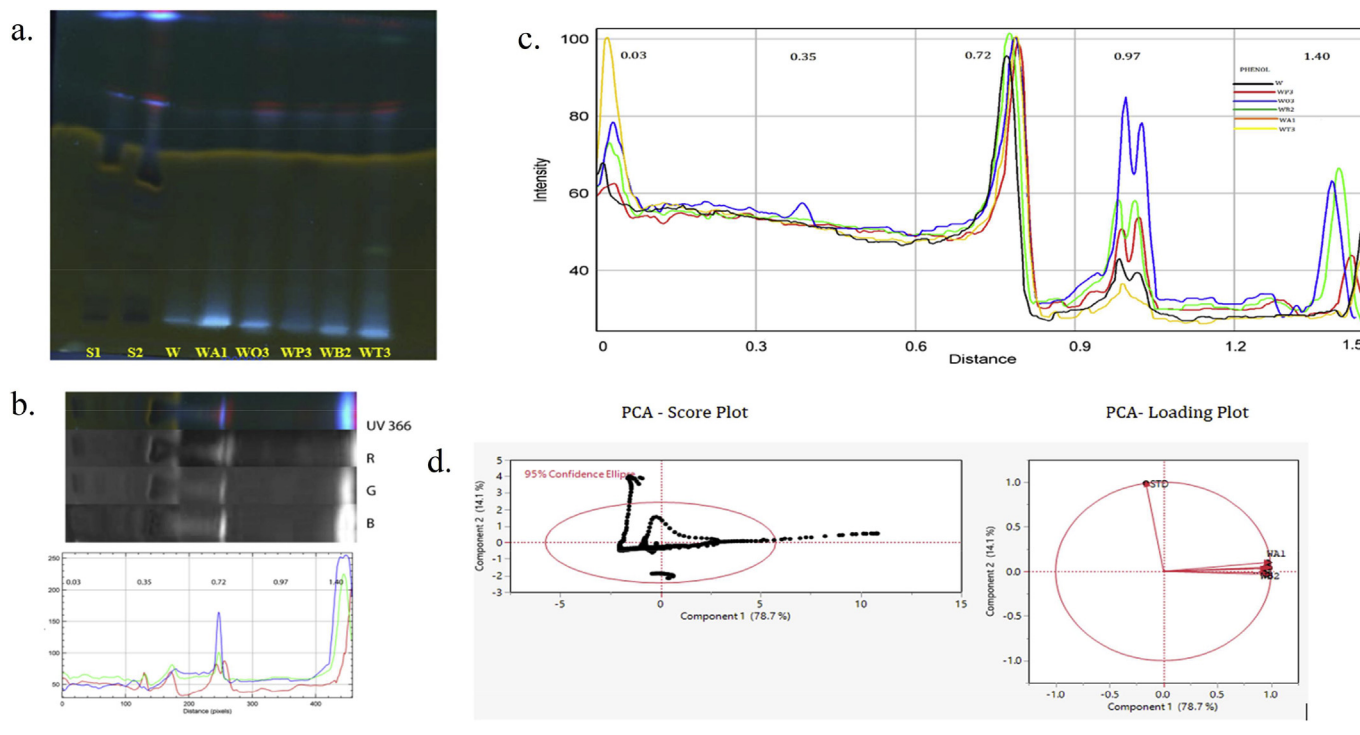 a.
S1 S2 W WA1 WO3 WP3 WB2 WT3
b.
UV 366
R
G
B
250
200
150
100
50
0.03 0.35 0.72 0.97 1.40
0 100 200 300 400
Distance (pixels)
c.
100
80
60
40
Intensity
0.03 0.35 0.72 0.97 1.40
PHENOL
W
WP3
WO3
WB2
WA1
WT3
0 0.3 0.6 0.9 1.2 1.5
Distance
d.
PCA - Score Plot
95% Confidence Ellipse
Component 2 (14.1 %)
5
4
3
2
1
0
-1
-2
-3
-5 0 5 10 15
Component 1 (78.7 %)
PCA- Loading Plot
Component 2 (14.1 %)
1.0
0.5
0.0
-0.5
-1.0
STD
WA1
WB2
-1.0 -0.5 0.0 0.5 1.0
Component 1 (78.7 %)